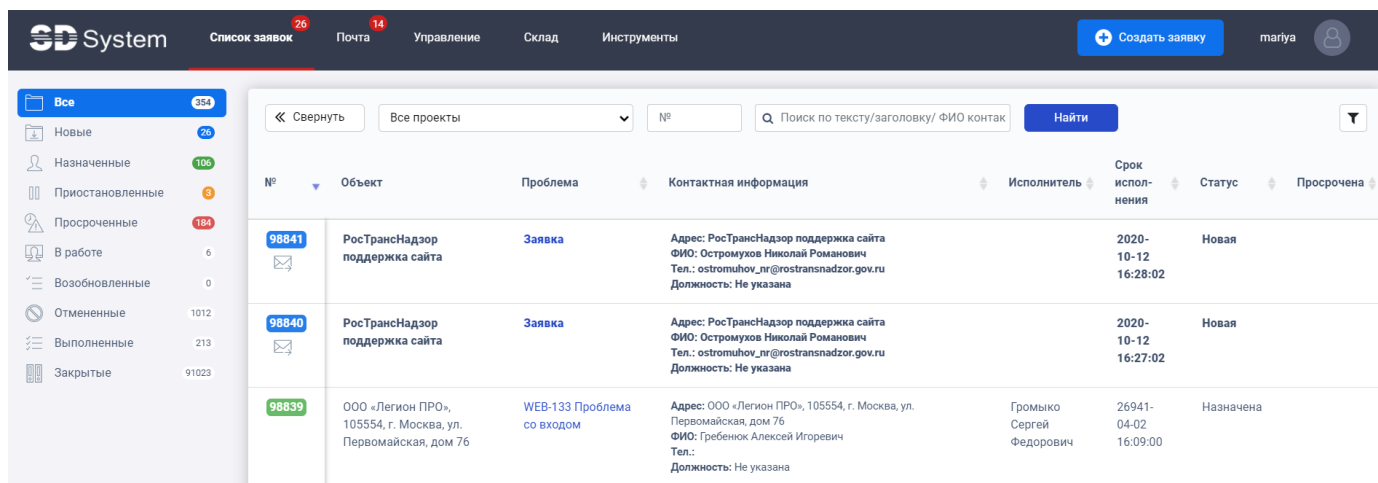 SD System
Список заявок 26
Почта 14
Управление
Склад
Инструменты
Создать заявку
mariya
Все 354
Новые 26
Назначенные 106
Приостановленные 3
Просроченные 184
В работе 6
Возобновленные 0
Отмененные 1012
Выполненные 213
Закрытые 91023
Свернуть
Все проекты
№
Поиск по тексту/заголовку/ ФИО контак
Найти
№
Объект
Проблема
Контактная информация
Исполнитель
Срок
испол-
нения
Статус
Просрочена
98841
РосТрансНадзор
поддержка сайта
Заявка
Адрес: РосТрансНадзор поддержка сайта
ФИО: Остромухов Николай Романович
Тел.: ostromuhov_nr@rostransnadzor.gov.ru
Должность: Не указана
2020-
10-12
16:28:02
Новая
98840
РосТрансНадзор
поддержка сайта
Заявка
Адрес: РосТрансНадзор поддержка сайта
ФИО: Остромухов Николай Романович
Тел.: ostromuhov_nr@rostransnadzor.gov.ru
Должность: Не указана
2020-
10-12
16:27:02
Новая
98839
ООО «Легион ПРО»,
105554, г. Москва, ул.
Первомайская, дом 76
WEB-133 Проблема
со входом
Адрес: ООО «Легион ПРО», 105554, г. Москва, ул.
Первомайская, дом 76
ФИО: Гребенюк Алексей Игоревич
Тел.:
Должность: Не указана
Громыко
Сергей
Федорович
26941-
04-02
16:09:00
Назначена